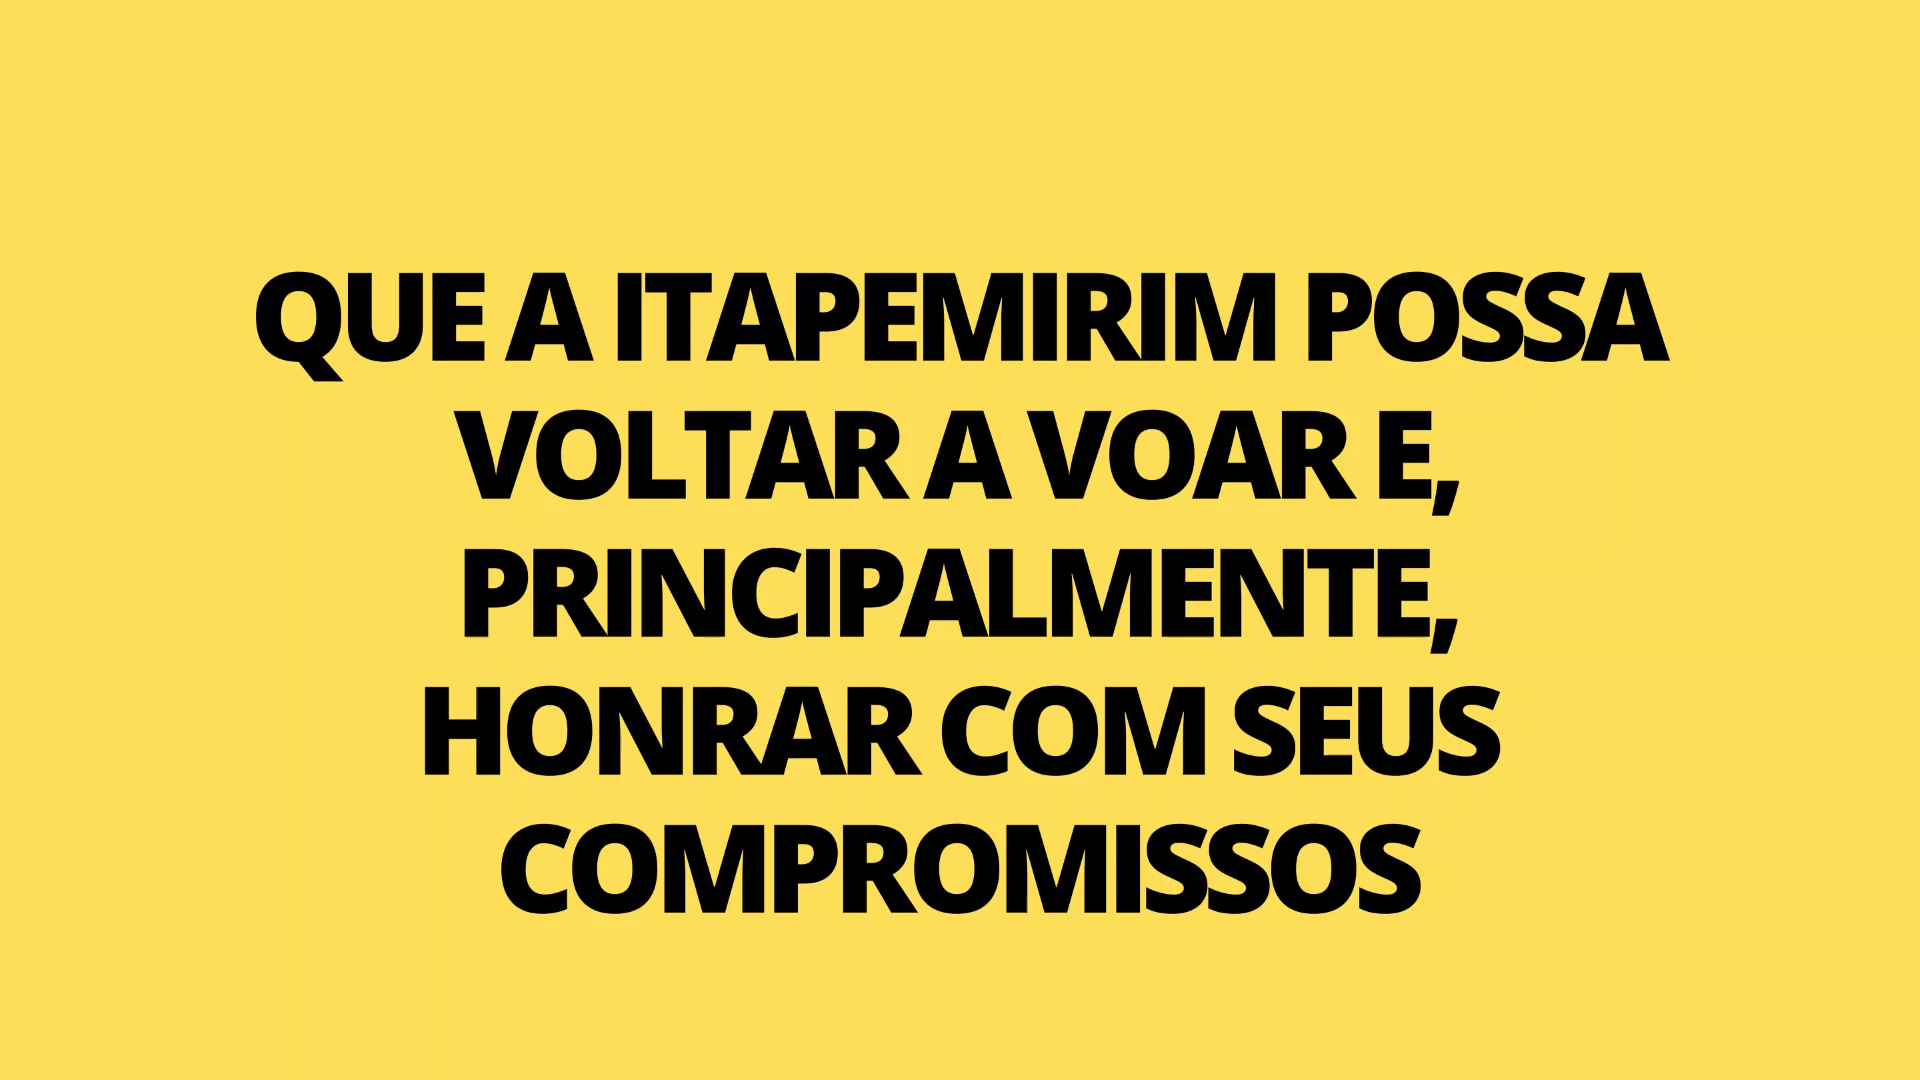 QUE A ITAPEMIRIM POSSA
VOLTAR A VOAR E,
PRINCIPALMENTE,
HONRAR COM SEUS
COMPROMISSOS